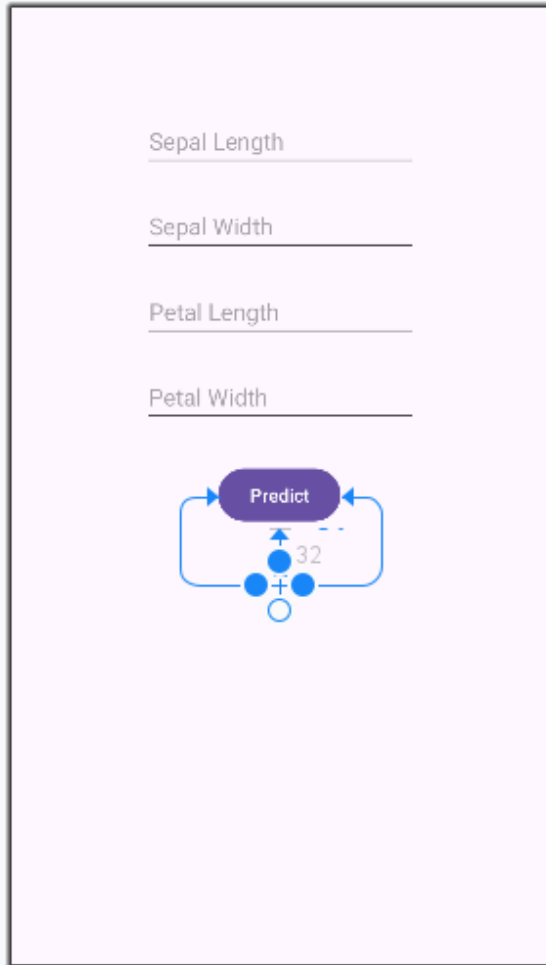 Sepal Length
Sepal Width
Petal Length
Petal Width
Predict
32